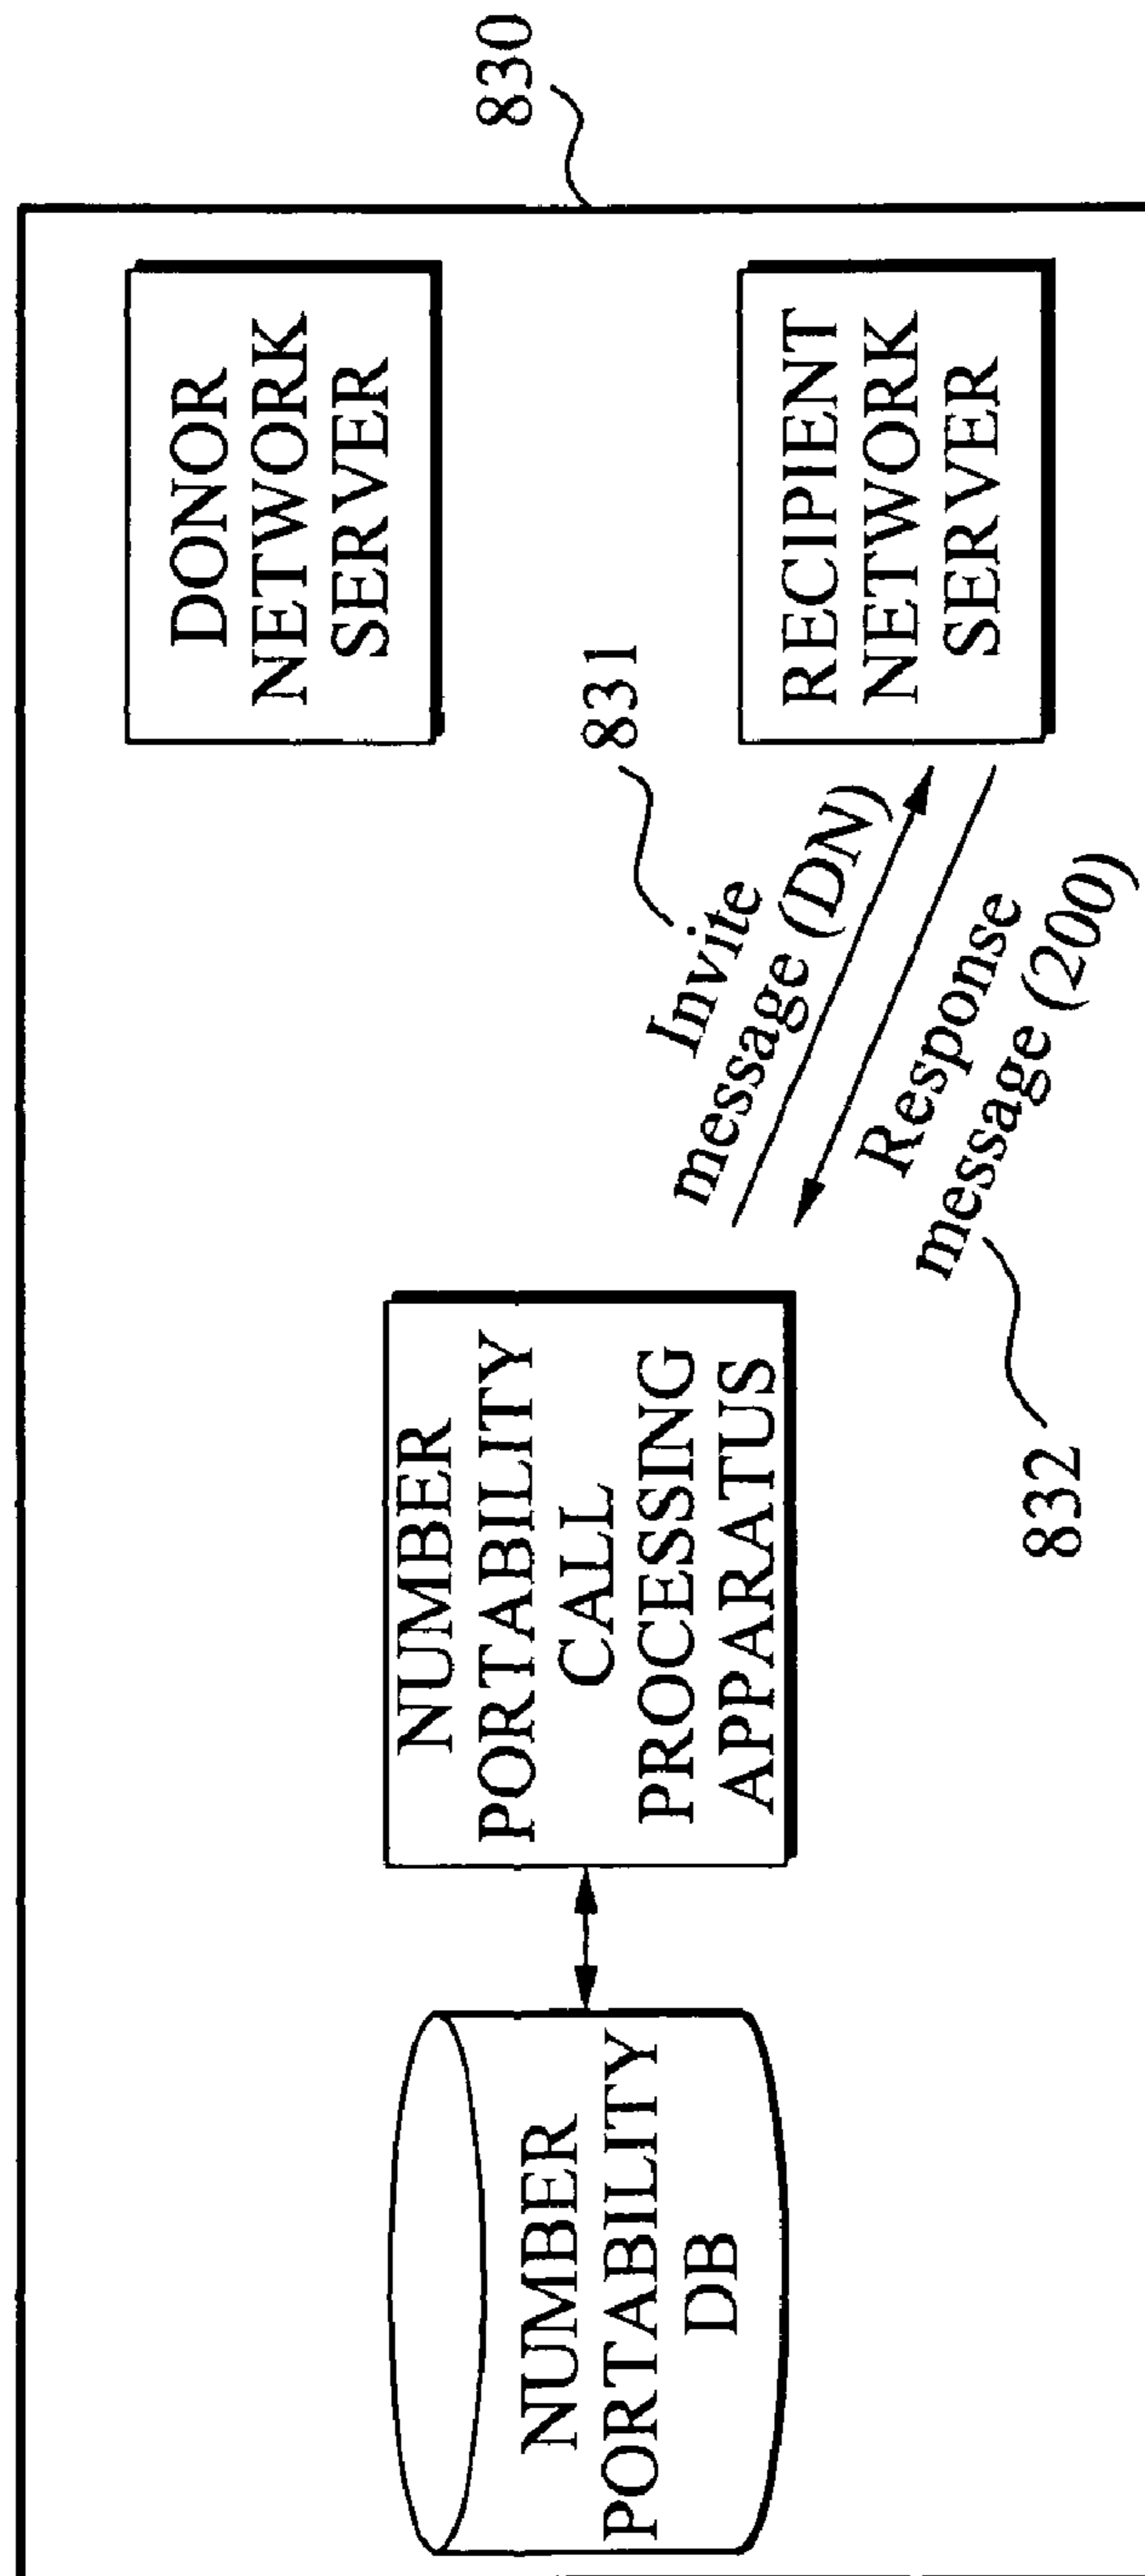 830
DONOR
NETWORK
SERVER
831
Invite
message (DN)
RECIPIENT
NETWORK
SERVER
Response
message (200)
832
NUMBER
PORTABILITY
CALL
PROCESSING
APPARATUS
NUMBER
PORTABILITY
DB